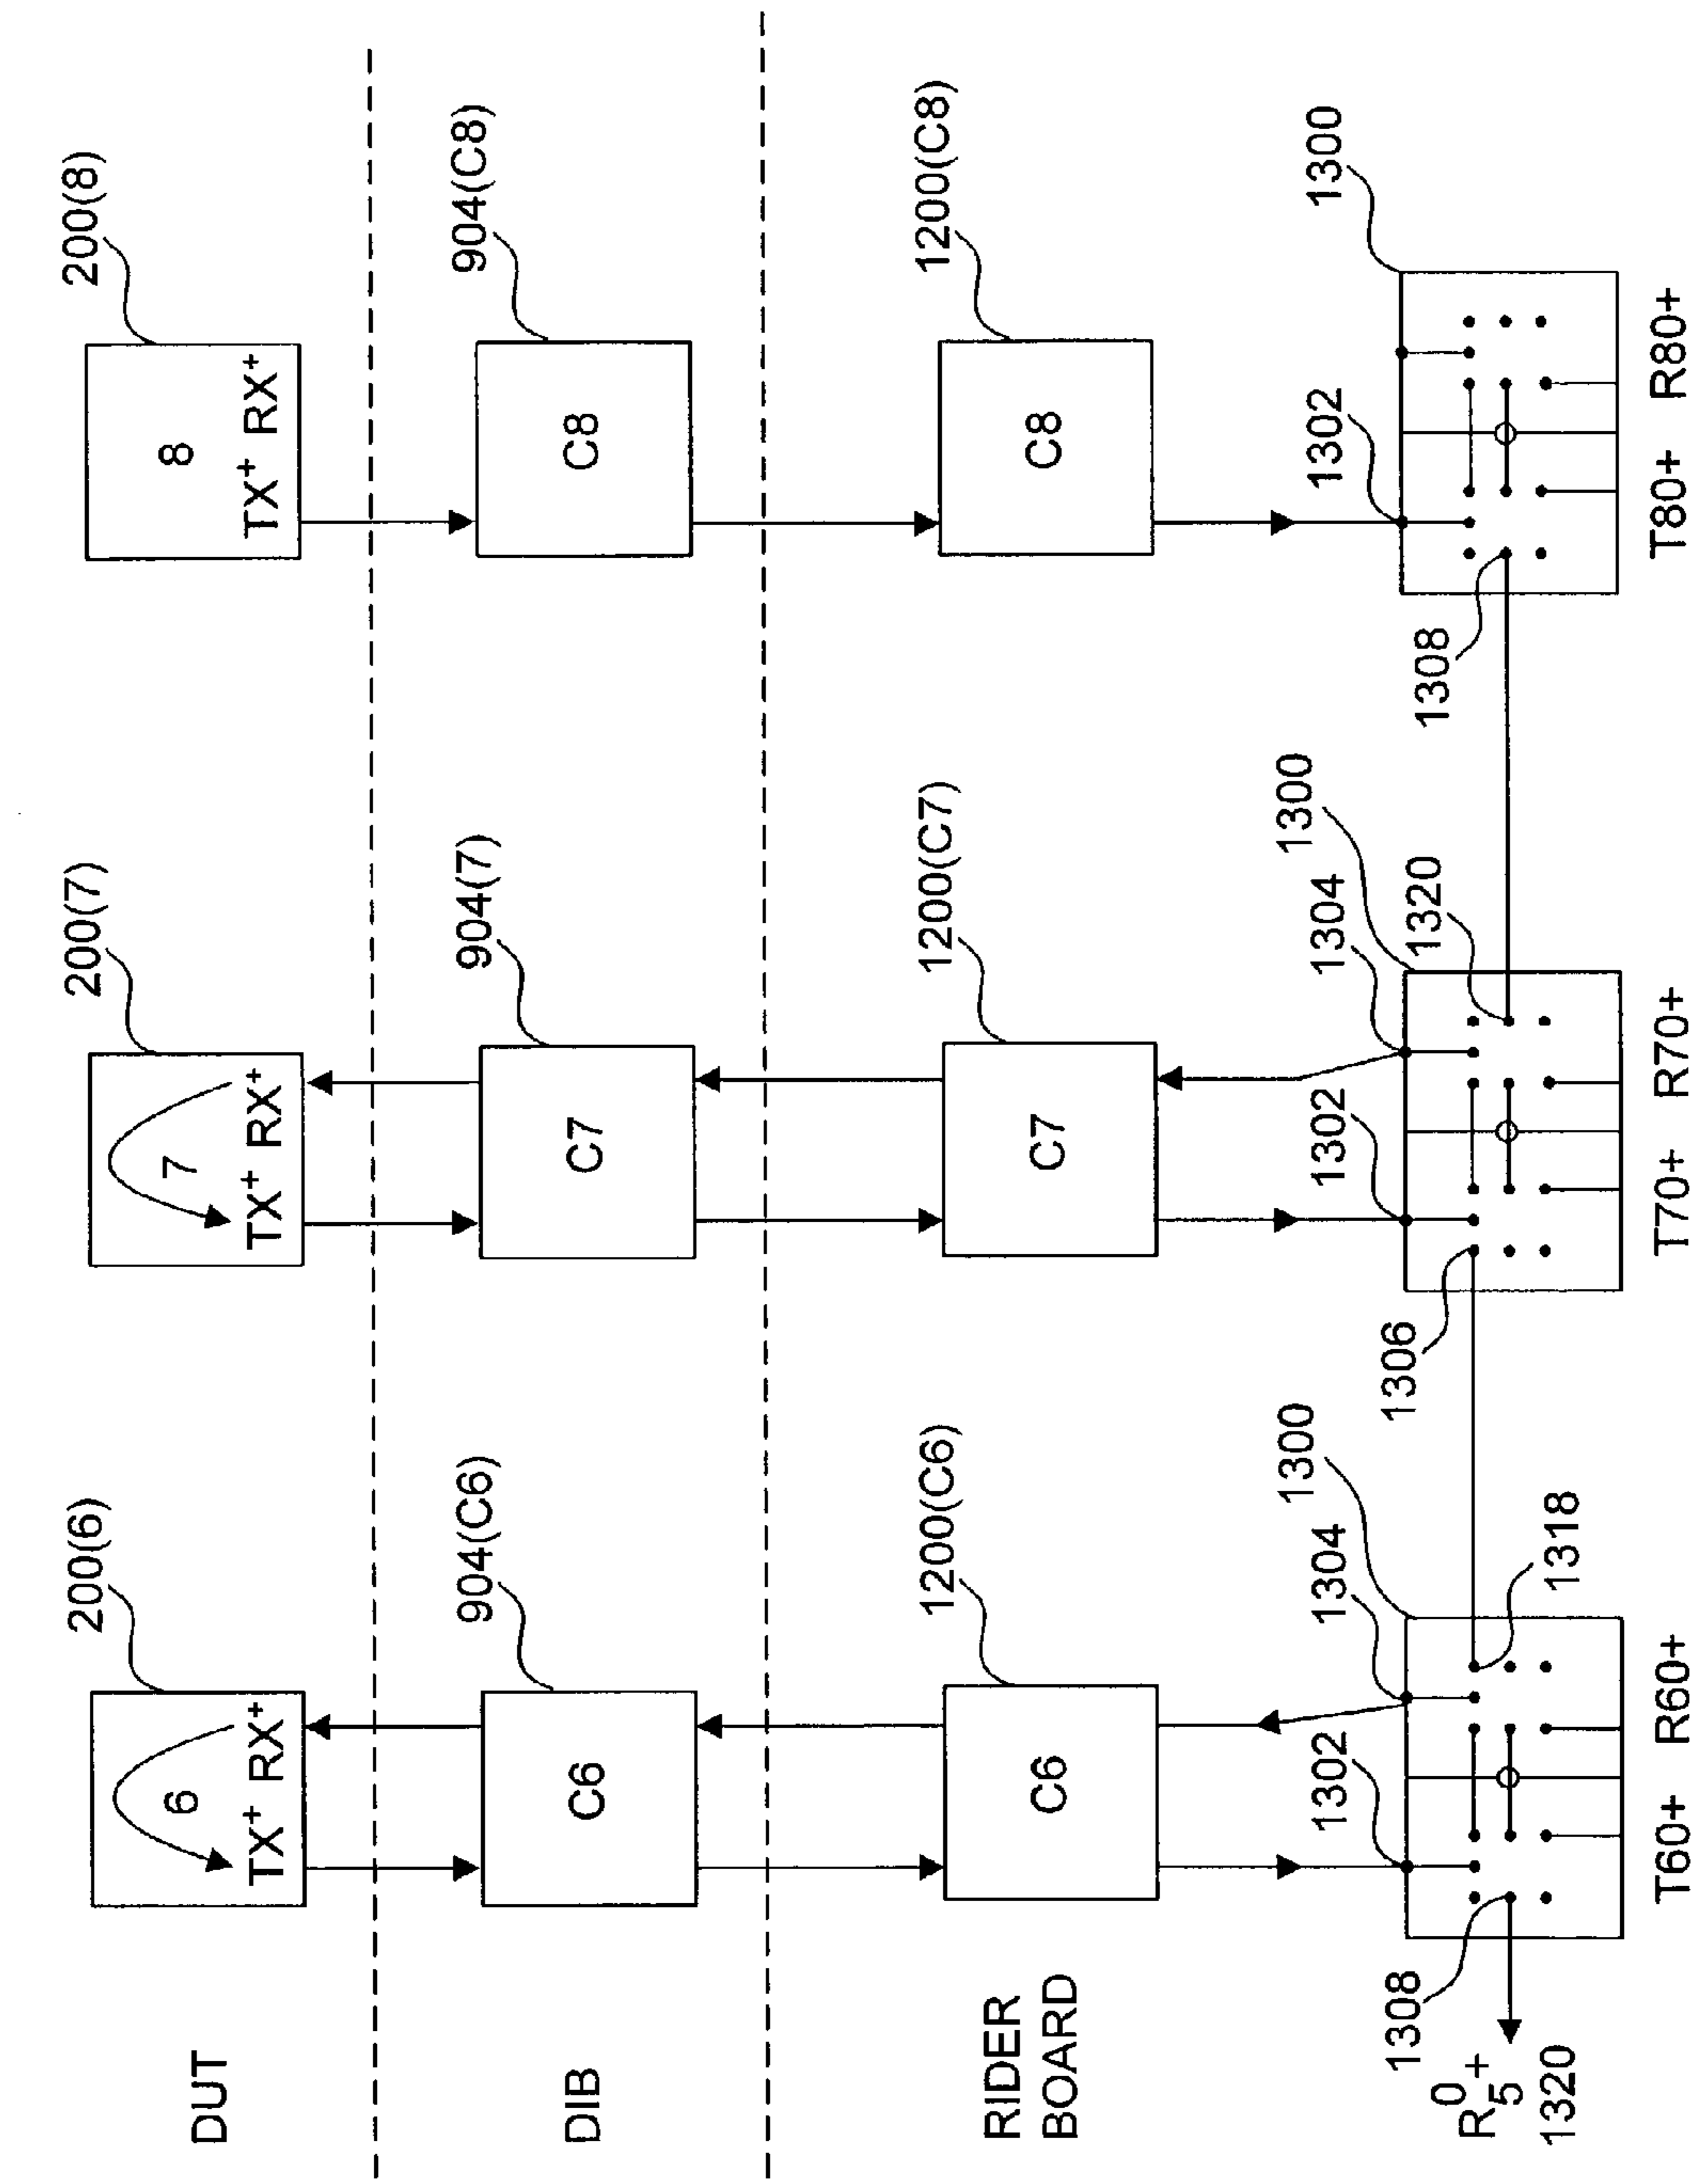 DUT
200(6)
6
TX+ RX+
200(7)
7
TX+ RX+
200(8)
8
TX+ RX+
DIB
904(C6)
C6
904(7)
C7
904(C8)
C8
RIDER
BOARD
1200(C6)
C6
1200(C7)
C7
1200(C8)
C8
1302
1304
1300
1302
1304
1300
1302
1300
1308
1318
1306
1320
1308
R5^0+
1320
T60+ R60+
T70+ R70+
T80+ R80+